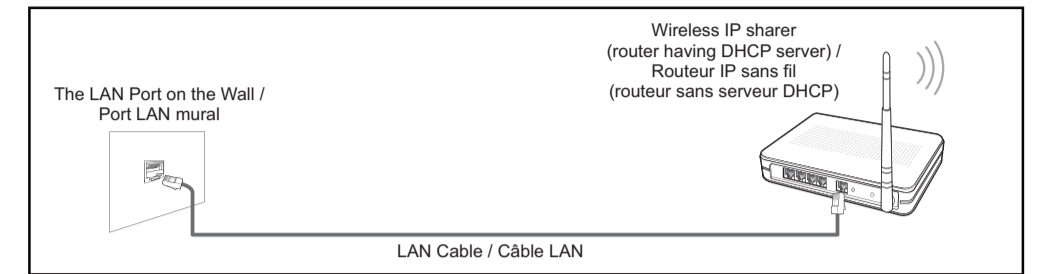 Wireless IP sharer
(router having DHCP server) /
Routeur IP sans fil
(routeur sans serveur DHCP)
The LAN Port on the Wall /
Port LAN mural
LAN Cable / Câble LAN